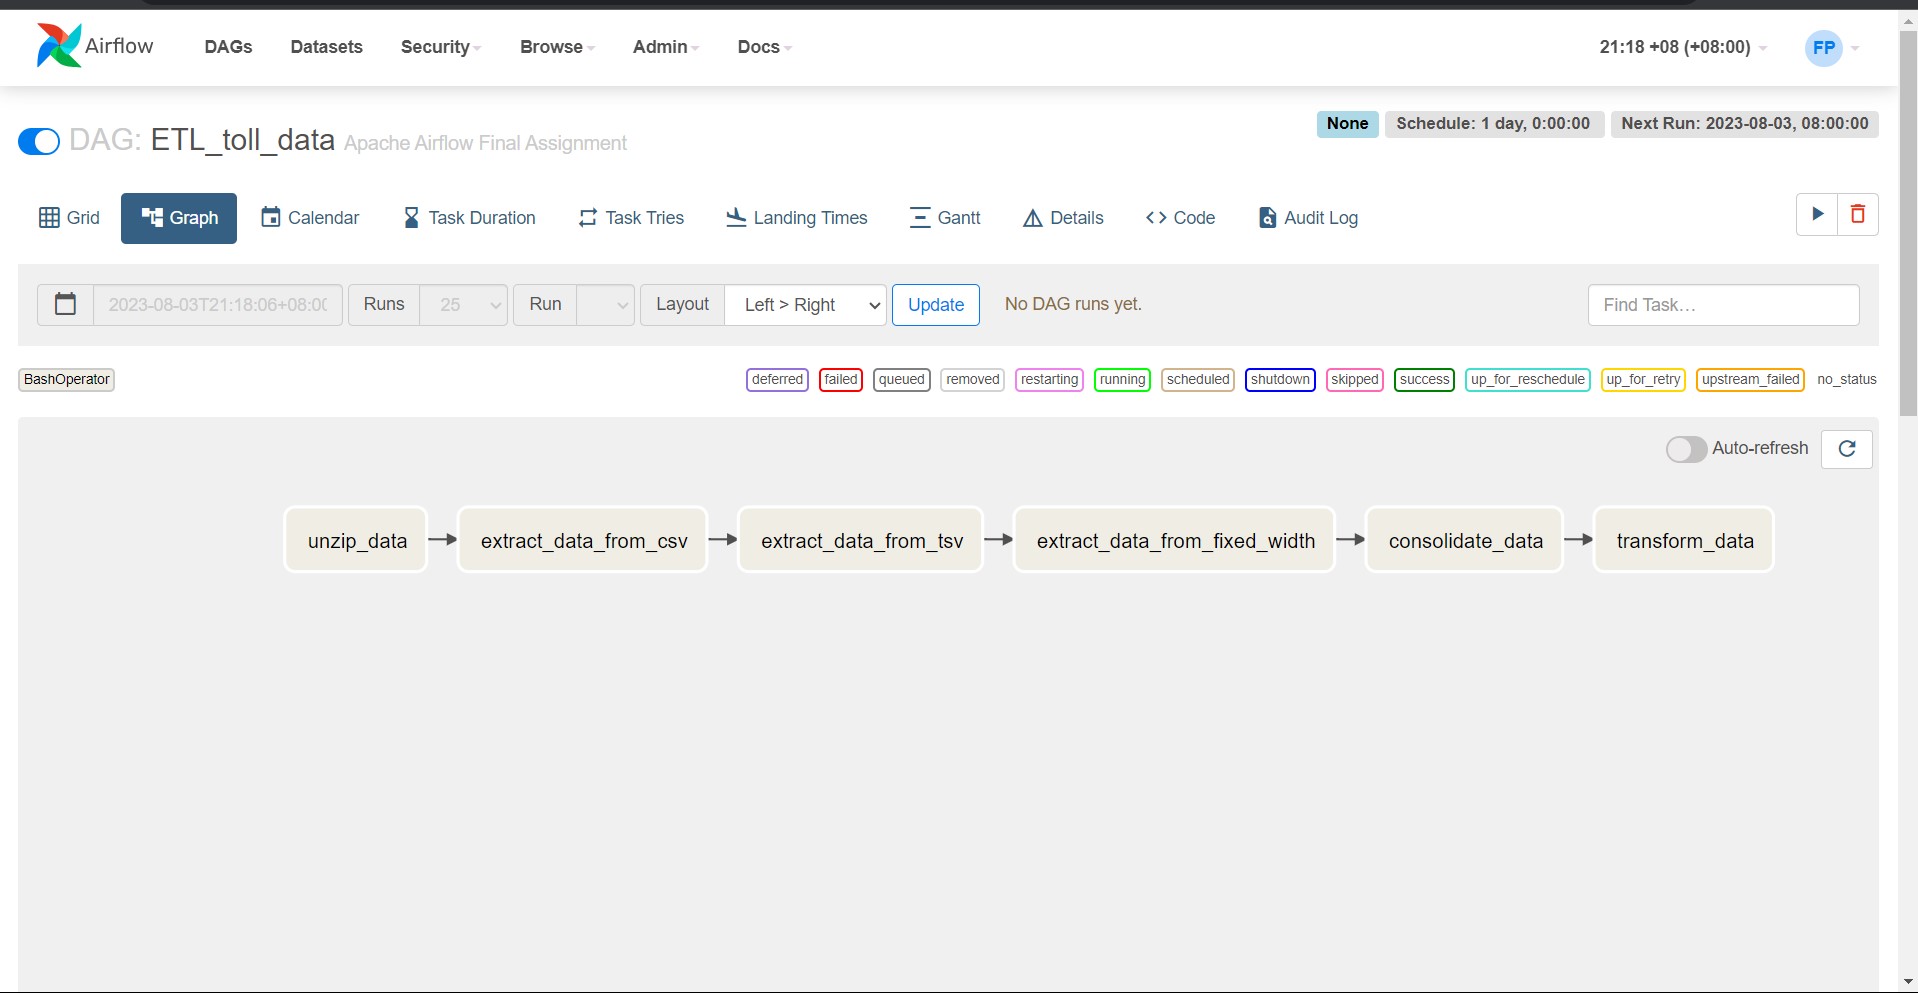 Airflow DAGs Datasets Security Browse Admin Docs 21:18 +08 (+08:00) FP
None Schedule: 1 day, 0:00:00 Next Run: 2023-08-03, 08:00:00
DAG: ETL_toll_data Apache Airflow Final Assignment
Grid Graph Calendar Task Duration Task Tries Landing Times Gantt Details Code Audit Log
2023-08-03T21:18:06+08:00 Runs 25 Run Layout Left > Right Update No DAG runs yet. Find Task…
BashOperator deferred failed queued removed restarting running scheduled shutdown skipped success up_for_reschedule up_for_retry upstream_failed no_status
Auto-refresh
unzip_data extract_data_from_csv extract_data_from_tsv extract_data_from_fixed_width consolidate_data transform_data